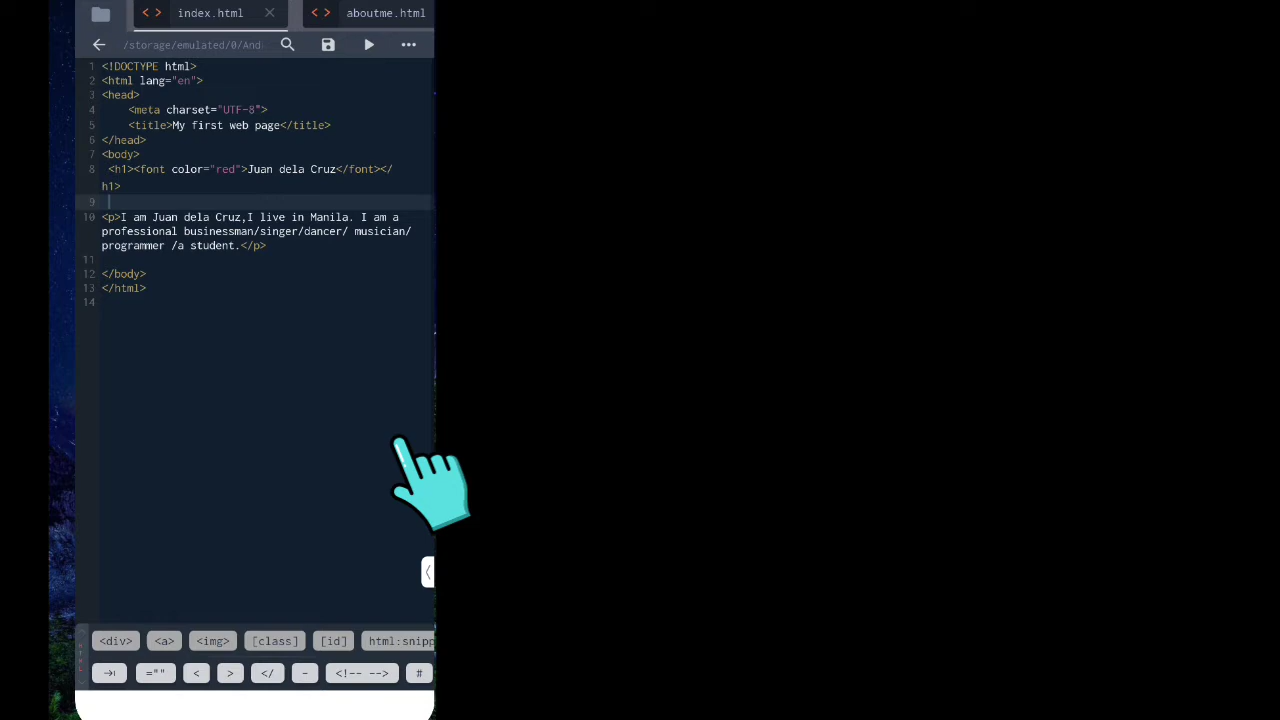 <> index.html × <> aboutme.html
/storage/emulated/0/And
1 <!DOCTYPE html>
2 <html lang="en">
3 <head>
4 <meta charset="UTF-8">
5 <title>My first web page</title>
6 </head>
7 <body>
8 <h1><font color="red">Juan dela Cruz</font></
h1>
9
10 <p>I am Juan dela Cruz,I live in Manila. I am a
professional businessman/singer/dancer/ musician/
programmer /a student.</p>
11
12 </body>
13 </html>
14
HTML
<div> <a> <img> [class] [id] html:snipp
="" < > </ - <!-- --> #